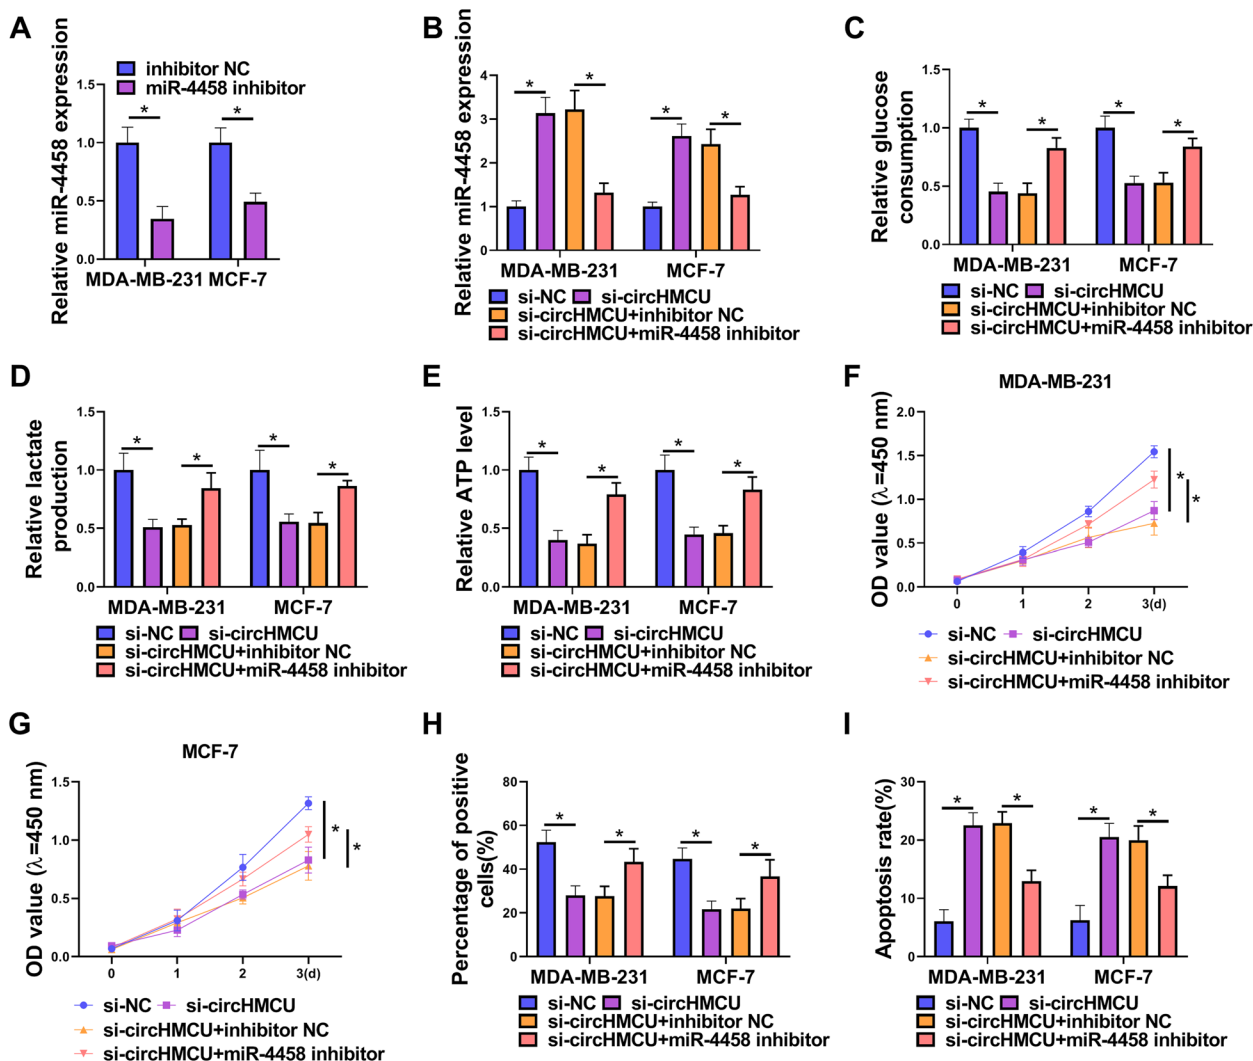 A
Relative miR-4458 expression
inhibitor NC
miR-4458 inhibitor
1.5
1.0
0.5
0.0
*
*
MDA-MB-231 MCF-7
B
Relative miR-4458 expression
4
3
2
1
0
*
*
*
*
MDA-MB-231
MCF-7
si-NC si-circHMCU
si-circHMCU+inhibitor NC
si-circHMCU+miR-4458 inhibitor
C
Relative glucose
consumption
1.5
1.0
0.5
0.0
*
*
*
*
MDA-MB-231
MCF-7
si-NC si-circHMCU
si-circHMCU+inhibitor NC
si-circHMCU+miR-4458 inhibitor
D
Relative lactate
production
1.5
1.0
0.5
0.0
*
*
*
*
MDA-MB-231
MCF-7
si-NC si-circHMCU
si-circHMCU+inhibitor NC
si-circHMCU+miR-4458 inhibitor
E
Relative ATP level
1.5
1.0
0.5
0.0
*
*
*
*
MDA-MB-231
MCF-7
si-NC si-circHMCU
si-circHMCU+inhibitor NC
si-circHMCU+miR-4458 inhibitor
F
MDA-MB-231
OD value (λ=450 nm)
2.0
1.5
1.0
0.5
0.0
*
*
0 1 2 3(d)
si-NC si-circHMCU
si-circHMCU+inhibitor NC
si-circHMCU+miR-4458 inhibitor
G
MCF-7
OD value (λ=450 nm)
1.5
1.0
0.5
0.0
*
*
0 1 2 3(d)
si-NC si-circHMCU
si-circHMCU+inhibitor NC
si-circHMCU+miR-4458 inhibitor
H
Percentage of positive
cells(%)
80
60
40
20
0
*
*
*
*
MDA-MB-231
MCF-7
si-NC si-circHMCU
si-circHMCU+inhibitor NC
si-circHMCU+miR-4458 inhibitor
I
Apoptosis rate(%)
30
20
10
0
*
*
*
*
MDA-MB-231
MCF-7
si-NC si-circHMCU
si-circHMCU+inhibitor NC
si-circHMCU+miR-4458 inhibitor